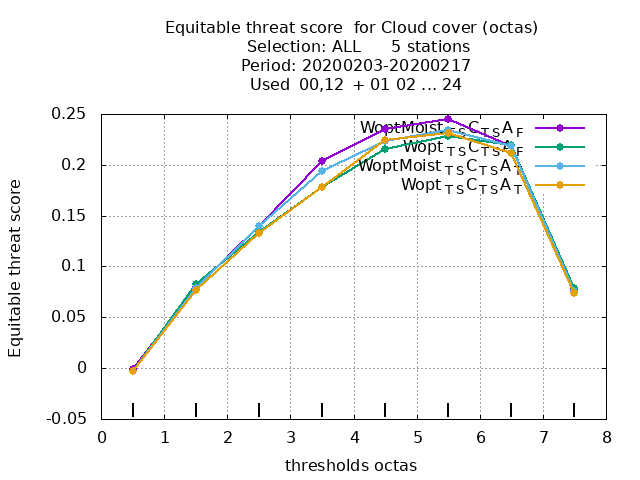 Equitable threat score  for Cloud cover (octas)
Selection: ALL      5 stations
Period: 20200203-20200217
Used  00,12  + 01 02 ... 24
WoptMoist TS C TS A F
Wopt TS C TS A F
WoptMoist TS C TS A T
Wopt TS C TS A T
Equitable threat score
0.25
0.2
0.15
0.1
0.05
0
-0.05
0 1 2 3 4 5 6 7 8
thresholds octas